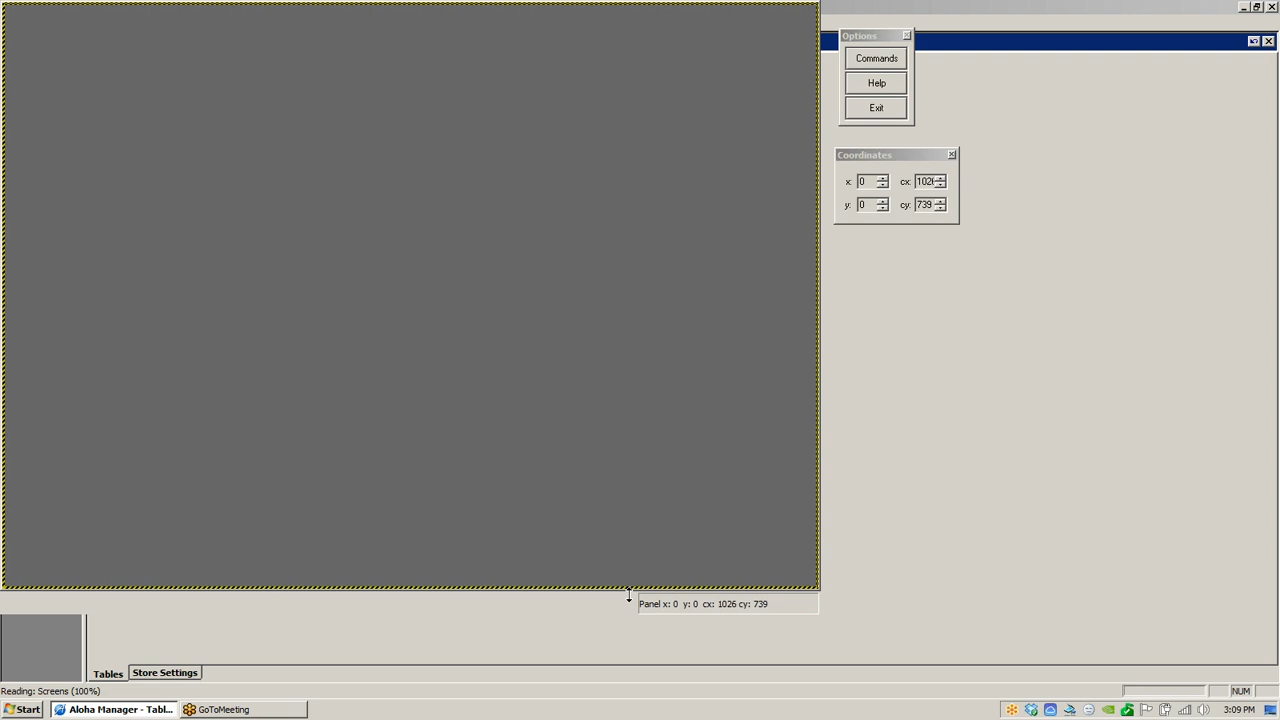 Options
Commands
Help
Exit
Coordinates
x: 0 cx: 1026
y: 0 cy: 739
Panel x: 0 y: 0 cx: 1026 cy: 739
Tables Store Settings
Reading: Screens (100%)
NUM
Start Aloha Manager - Tabl... GoToMeeting 3:09 PM